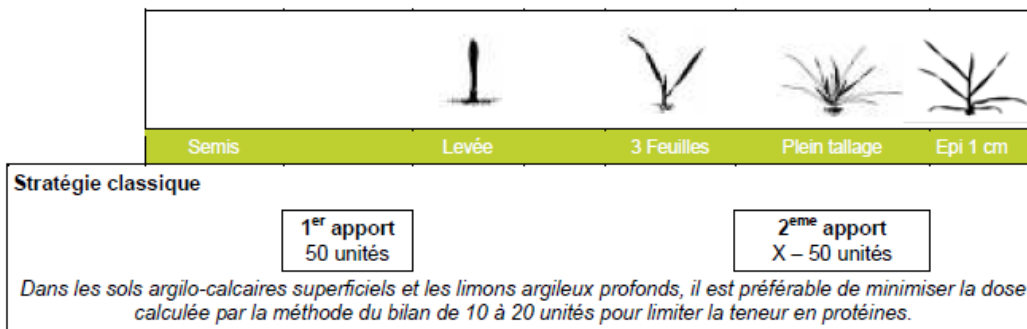 Semis Levée 3 Feuilles Plein tallage Epi 1 cm
Stratégie classique
1er apport
50 unités
2eme apport
X – 50 unités
Dans les sols argilo-calcaires superficiels et les limons argileux profonds, il est préférable de minimiser la dose
calculée par la méthode du bilan de 10 à 20 unités pour limiter la teneur en protéines.